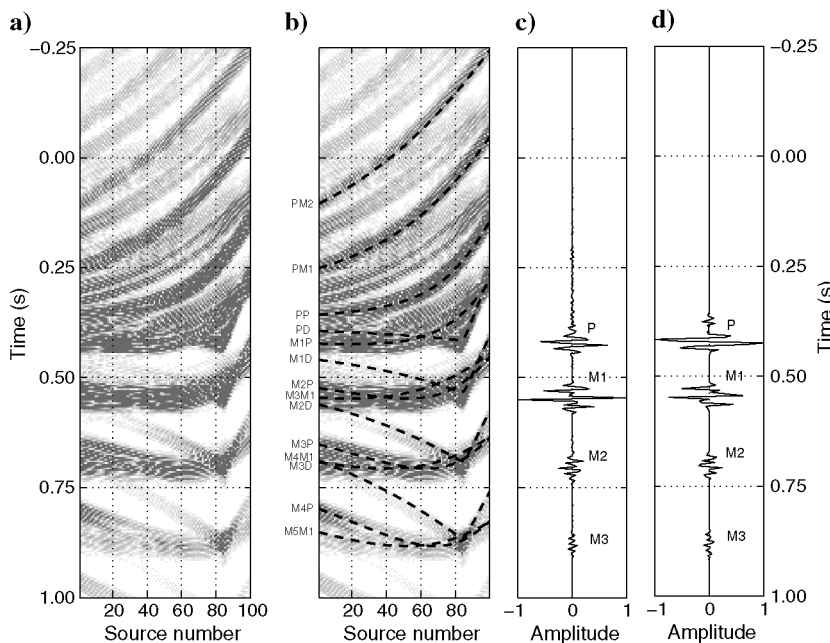 a)
b)
c)
d)
−0.25
0.00
0.25
0.50
0.75
1.00
Time (s)
20 40 60 80 100
Source number
PM2
PM1
PP
PD
M1P
M1D
M2P
M3M1
M2D
M3P
M4M1
M3D
M4P
M5M1
20 40 60 80
Source number
P
M1
M2
M3
−1 0 1
Amplitude
P
M1
M2
M3
−1 0 1
Amplitude
−0.25
0.00
0.25
0.50
0.75
1.00
Time (s)